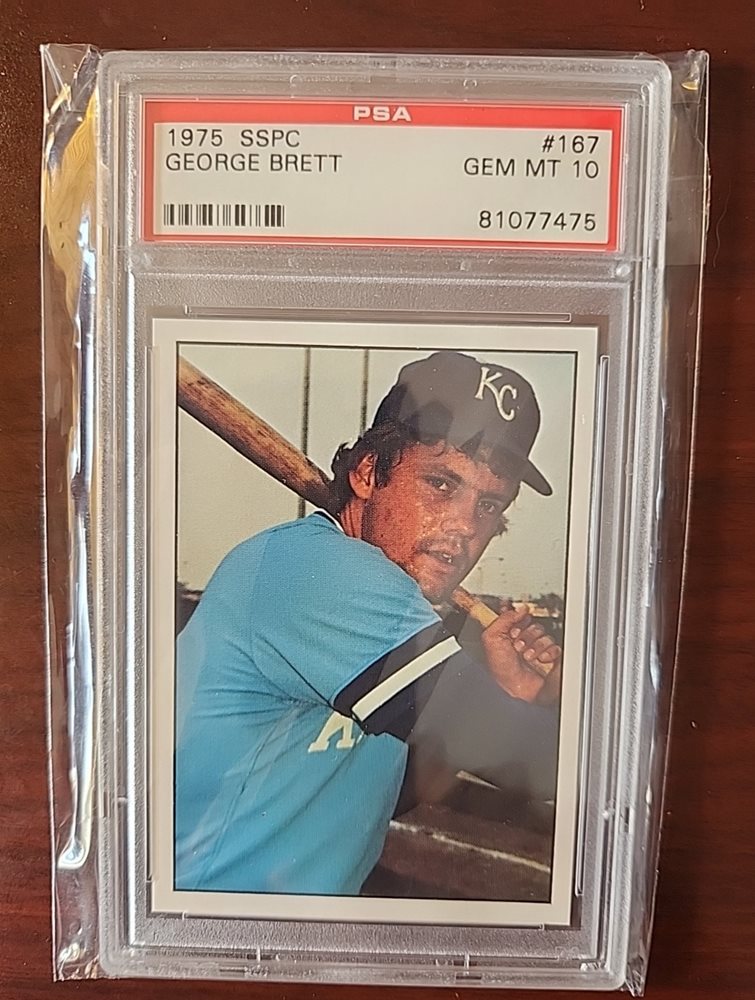 PSA
1975 SSPC #167
GEORGE BRETT GEM MT 10
81077475
KC
K